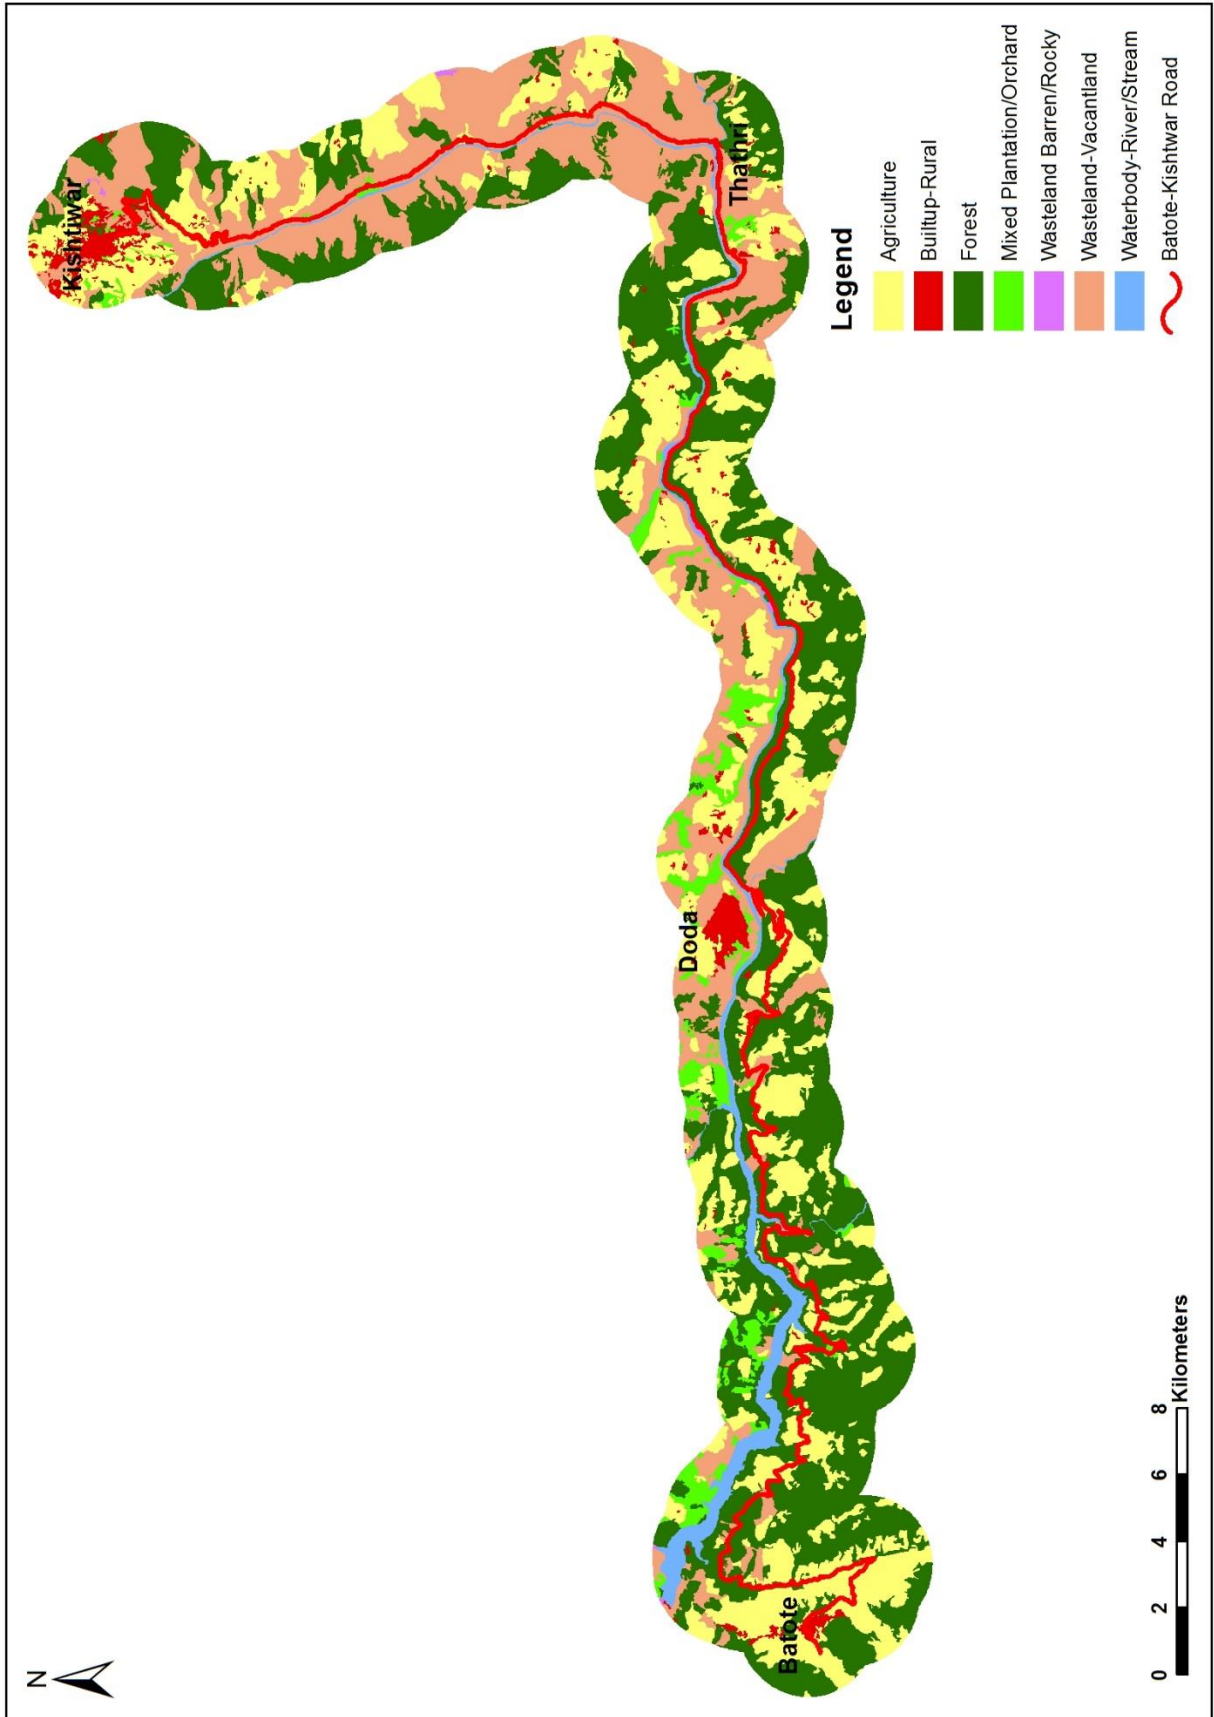 N
Kishtiwar
Thathri
Doda
Batote
Legend
Agriculture
Builtup-Rural
Forest
Mixed Plantation/Orchard
Wasteland Barren/Rocky
Wasteland-Vacantland
Waterbody-River/Stream
Batote-Kishtwar Road
0 2 4 6 8
Kilometers